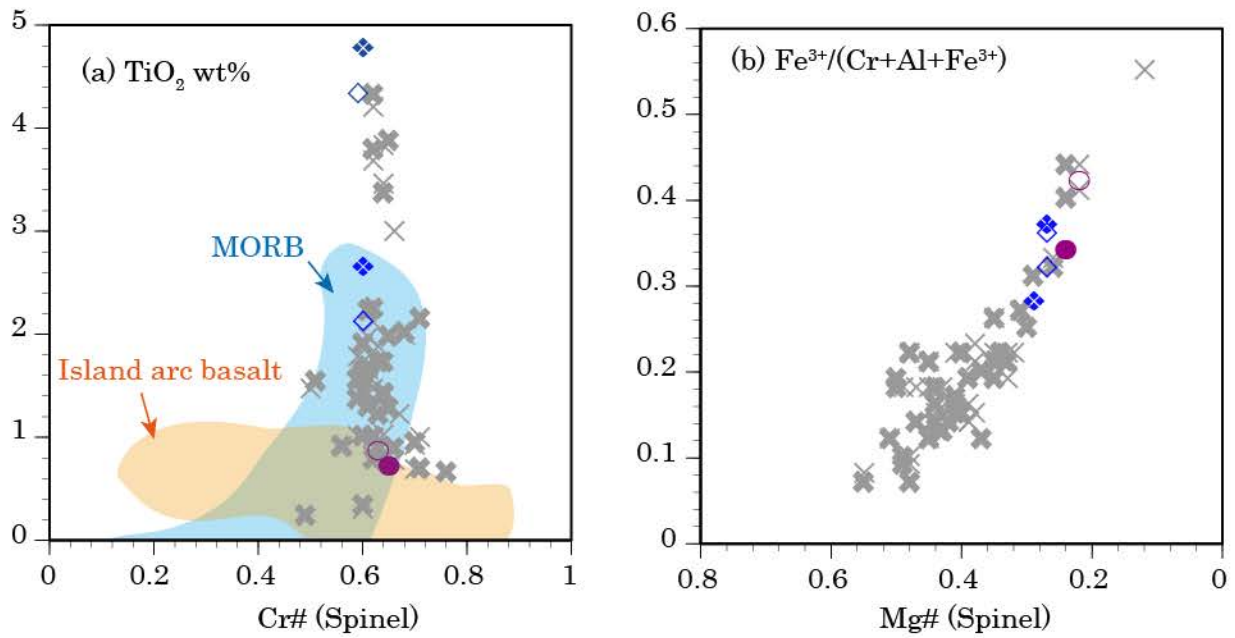 (a) TiO₂ wt%
5
4
3
2
1
0
MORB
Island arc basalt
0 0.2 0.4 0.6 0.8 1
Cr# (Spinel)
(b) Fe³⁺/(Cr+Al+Fe³⁺)
0.6
0.5
0.4
0.3
0.2
0.1
0
0.8 0.6 0.4 0.2 0
Mg# (Spinel)